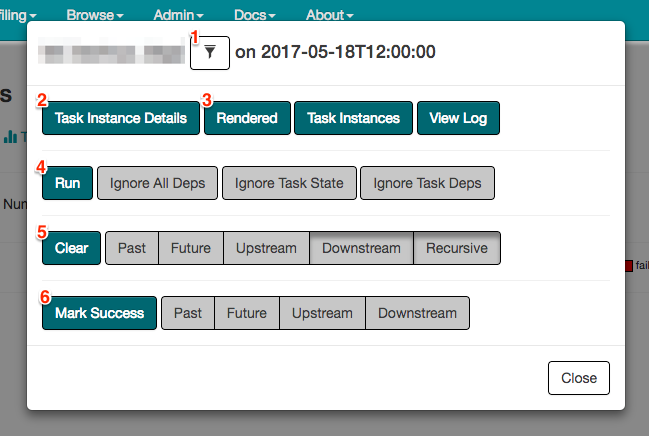 filing Browse Admin Docs About
1 on 2017-05-18T12:00:00
s
2 Task Instance Details 3 Rendered Task Instances View Log
T
4 Run Ignore All Deps Ignore Task State Ignore Task Deps
Num
5 Clear Past Future Upstream Downstream Recursive
fail
6 Mark Success Past Future Upstream Downstream
Close